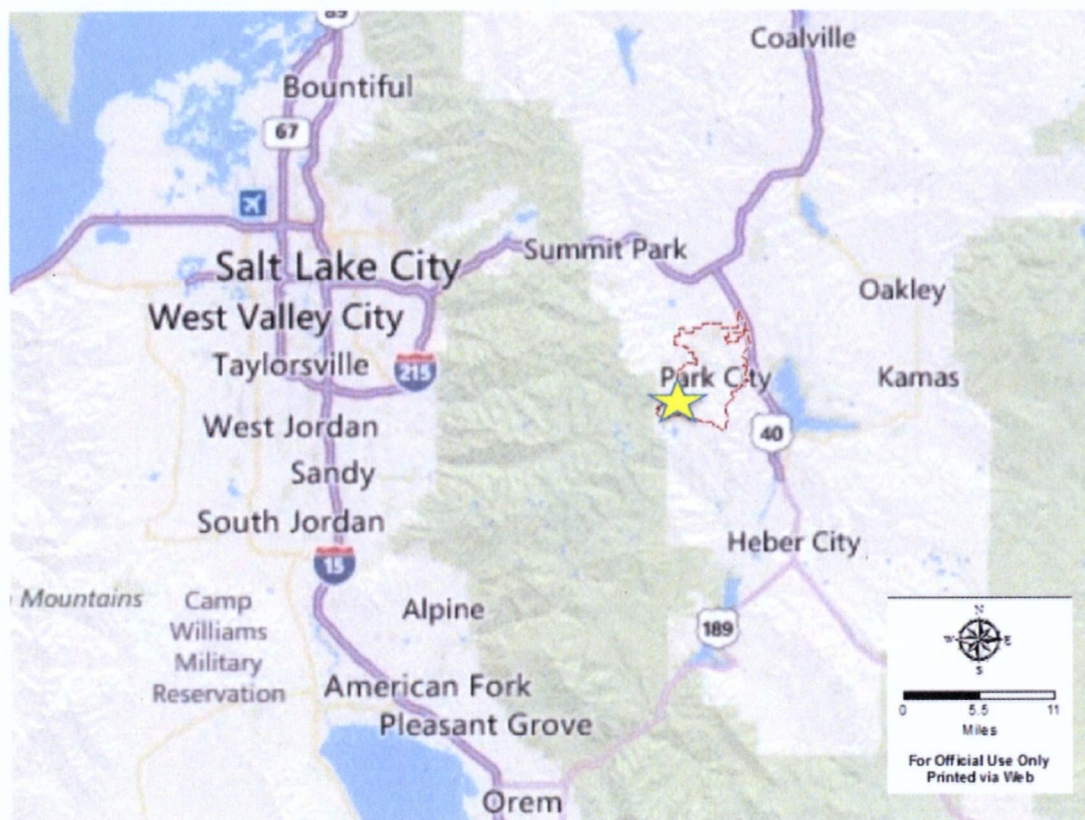 89
Coalville
Bountiful
67
Summit Park
Salt Lake City
Oakley
West Valley City
Taylorsville
215
Park City
Kamas
West Jordan
40
Sandy
South Jordan
Heber City
15
Mountains
Camp
Williams
Military
Reservation
Alpine
189
American Fork
Pleasant Grove
Orem
N
W
E
S
0 5.5 11
Miles
For Official Use Only
Printed via Web